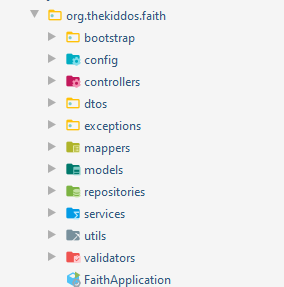 org.thekiddos.faith
bootstrap
config
controllers
dtos
exceptions
mappers
models
repositories
services
utils
validators
FaithApplication